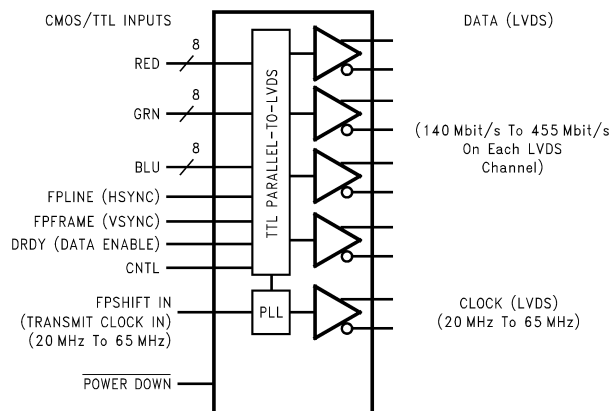 CMOS/TTL INPUTS
DATA (LVDS)
8
RED
8
GRN
8
BLU
FPLINE (HSYNC)
FPFRAME (VSYNC)
DRDY (DATA ENABLE)
CNTL
FPSHIFT IN
(TRANSMIT CLOCK IN)
(20 MHz To 65 MHz)
POWER DOWN
TTL PARALLEL-TO-LVDS
PLL
(140 Mbit/s To 455 Mbit/s
On Each LVDS
Channel)
CLOCK (LVDS)
(20 MHz To 65 MHz)